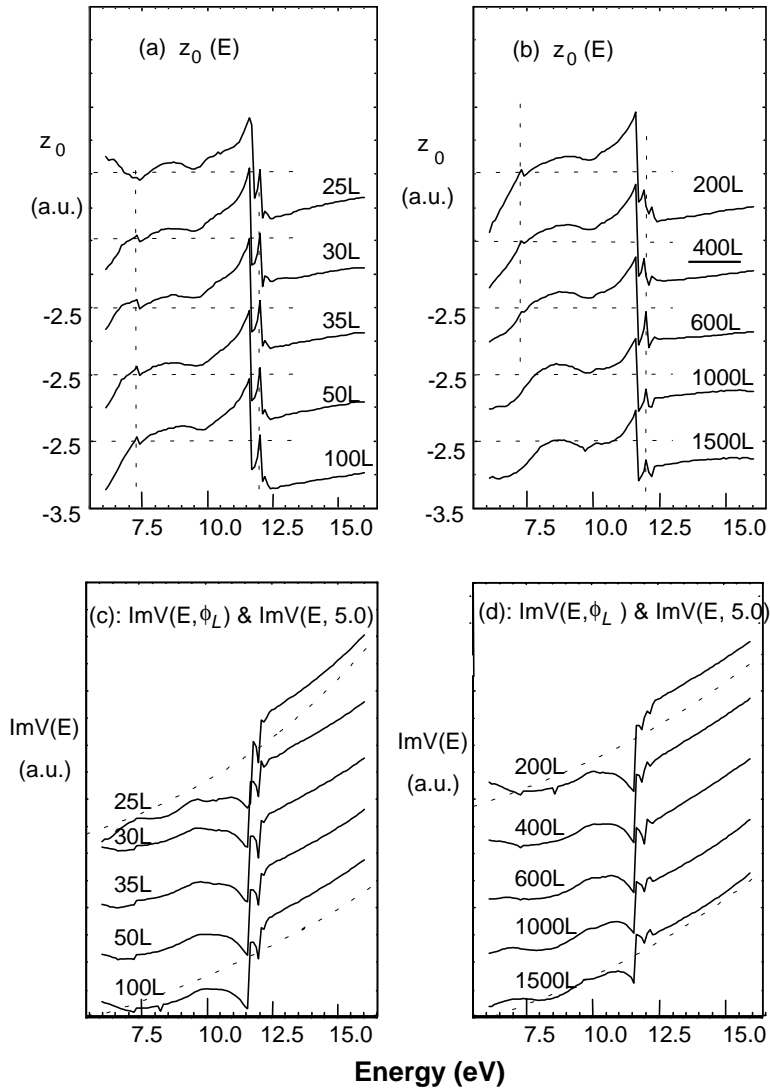 (a) z₀ (E)
z₀
(a.u.)
25L
30L
35L
50L
100L
-2.5
-2.5
-2.5
-3.5
7.5 10.0 12.5 15.0
(b) z₀ (E)
z₀
(a.u.)
200L
400L
600L
1000L
1500L
-2.5
-2.5
-2.5
-3.5
7.5 10.0 12.5 15.0
(c): ImV(E,ϕ_L) & ImV(E, 5.0)
ImV(E)
(a.u.)
25L
30L
35L
50L
100L
7.5 10.0 12.5 15.0
(d): ImV(E,ϕ_L ) & ImV(E, 5.0)
ImV(E)
(a.u.)
200L
400L
600L
1000L
1500L
7.5 10.0 12.5 15.0
Energy (eV)